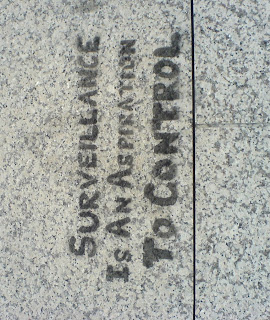 SURVEILLANCE
IS AN ASPIRATION
TO CONTROL